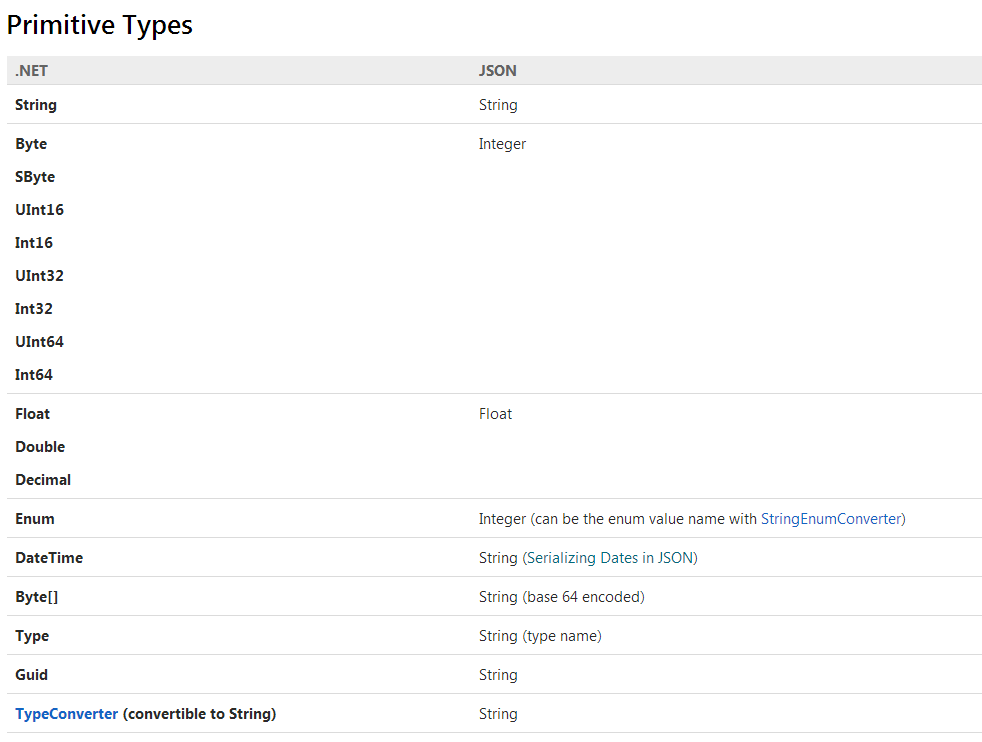 Primitive Types
.NET JSON
String String
Byte Integer
SByte
UInt16
Int16
UInt32
Int32
UInt64
Int64
Float Float
Double
Decimal
Enum Integer (can be the enum value name with StringEnumConverter)
DateTime String (Serializing Dates in JSON)
Byte[] String (base 64 encoded)
Type String (type name)
Guid String
TypeConverter (convertible to String) String